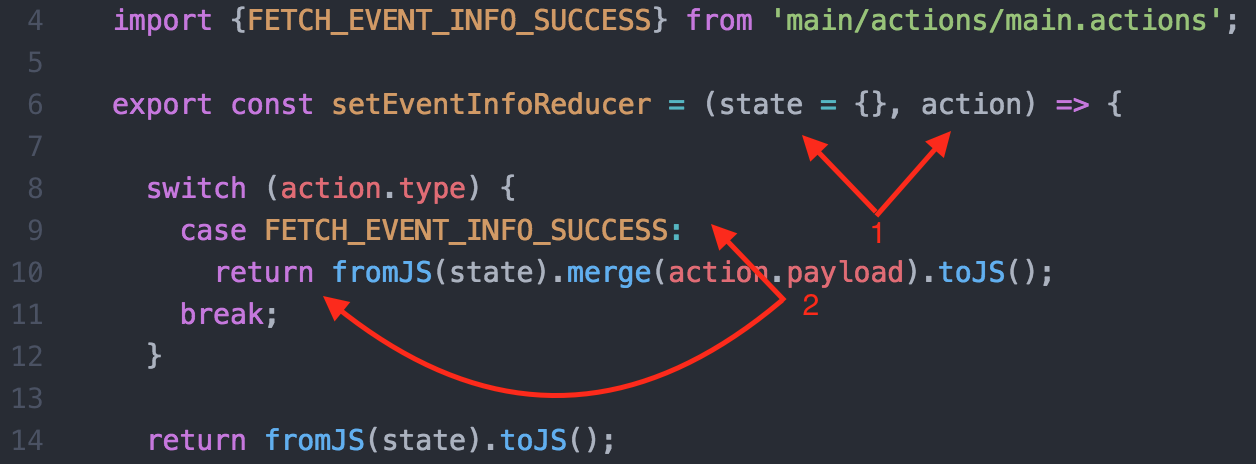 4 import {FETCH_EVENT_INFO_SUCCESS} from 'main/actions/main.actions';
5
6 export const setEventInfoReducer = (state = {}, action) => {
7
8 switch (action.type) {
1
9 case FETCH_EVENT_INFO_SUCCESS:
10 return fromJS(state).merge(action.payload).toJS();
2
11 break;
12 }
13
14 return fromJS(state).toJS();